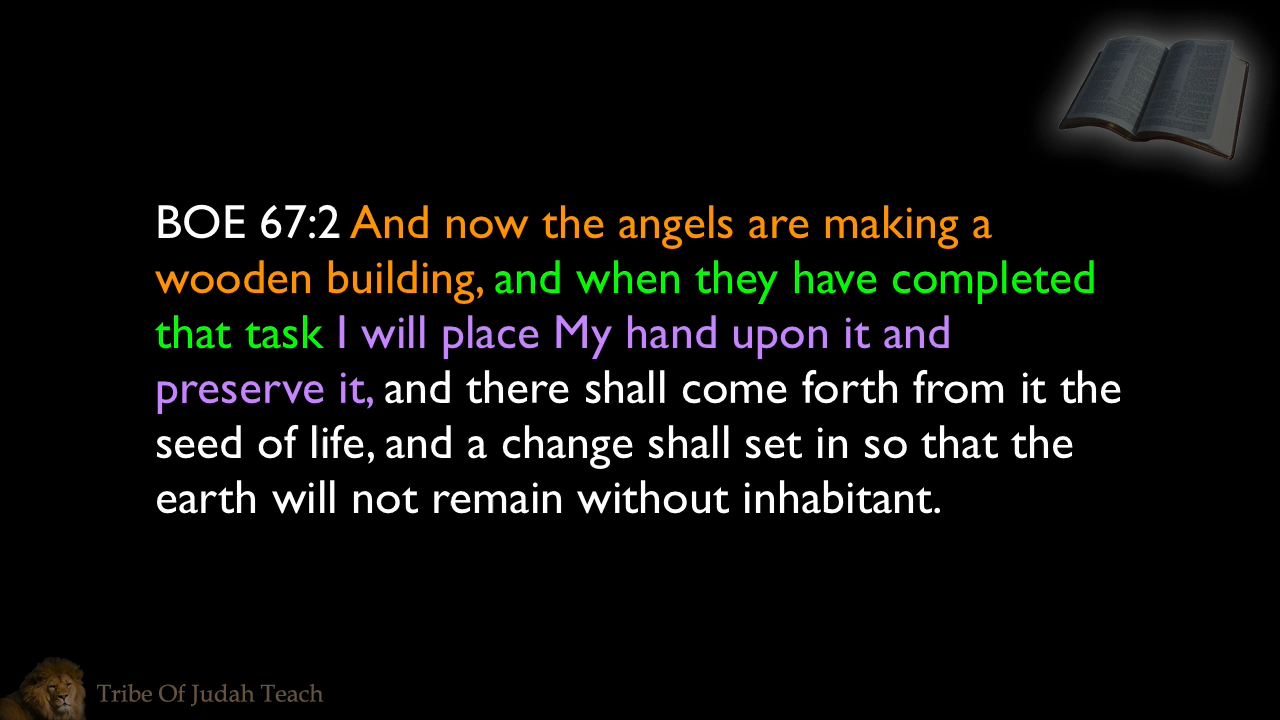 BOE 67:2 And now the angels are making a
wooden building, and when they have completed
that task I will place My hand upon it and
preserve it, and there shall come forth from it the
seed of life, and a change shall set in so that the
earth will not remain without inhabitant.
Tribe Of Judah Teach